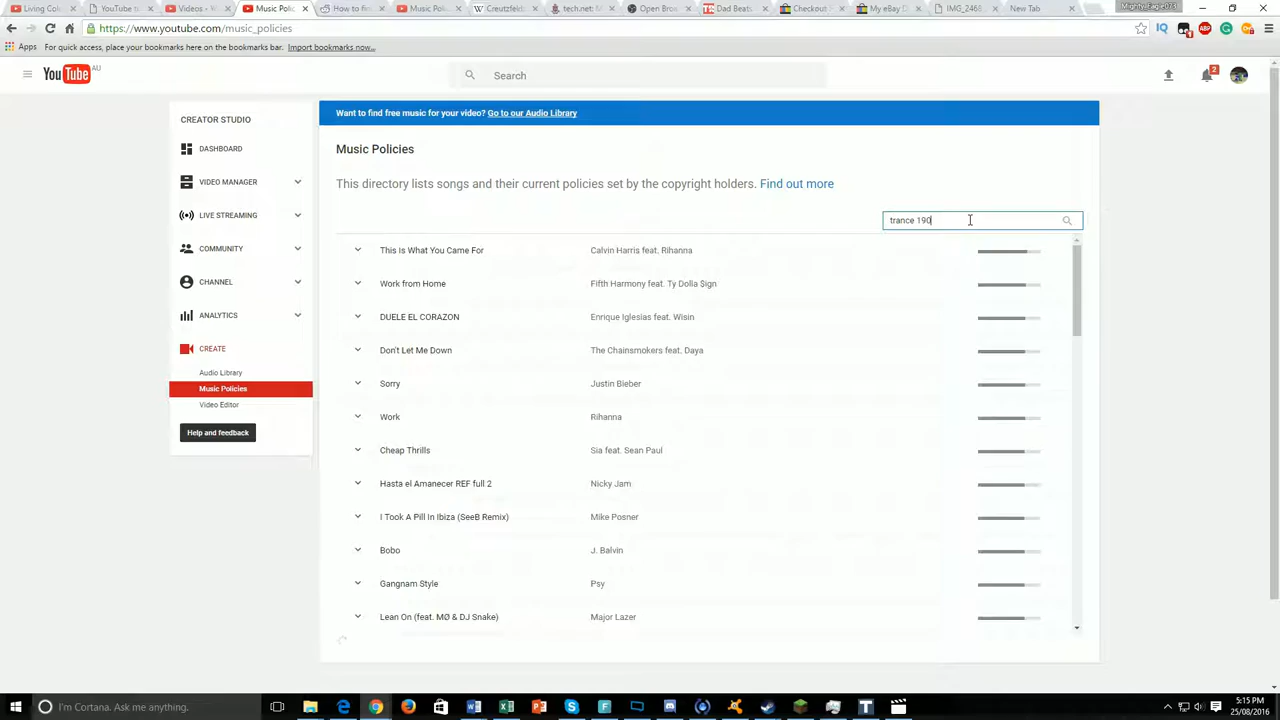 Living Col
YouTube to
Videos - W
Music Polic
How to fin
Music Polic
Creutzfeld
tech.net M
Open Brow
Dad Beats
Checkout
My eBay D
IMG_2468
New Tab
MightyEagle073
https://www.youtube.com/music_policies
Apps For quick access, place your bookmarks here on the bookmarks bar. Import bookmarks now...
YouTube AU
Search
2
CREATOR STUDIO
DASHBOARD
VIDEO MANAGER
LIVE STREAMING
COMMUNITY
CHANNEL
ANALYTICS
CREATE
Audio Library
Music Policies
Video Editor
Help and feedback
Want to find free music for your video? Go to our Audio Library
Music Policies
This directory lists songs and their current policies set by the copyright holders. Find out more
trance 190
This Is What You Came For Calvin Harris feat. Rihanna
Work from Home Fifth Harmony feat. Ty Dolla $ign
DUELE EL CORAZON Enrique Iglesias feat. Wisin
Don't Let Me Down The Chainsmokers feat. Daya
Sorry Justin Bieber
Work Rihanna
Cheap Thrills Sia feat. Sean Paul
Hasta el Amanecer REF full 2 Nicky Jam
I Took A Pill In Ibiza (SeeB Remix) Mike Posner
Bobo J. Balvin
Gangnam Style Psy
Lean On (feat. MØ & DJ Snake) Major Lazer
I'm Cortana. Ask me anything.
5:15 PM
25/08/2016